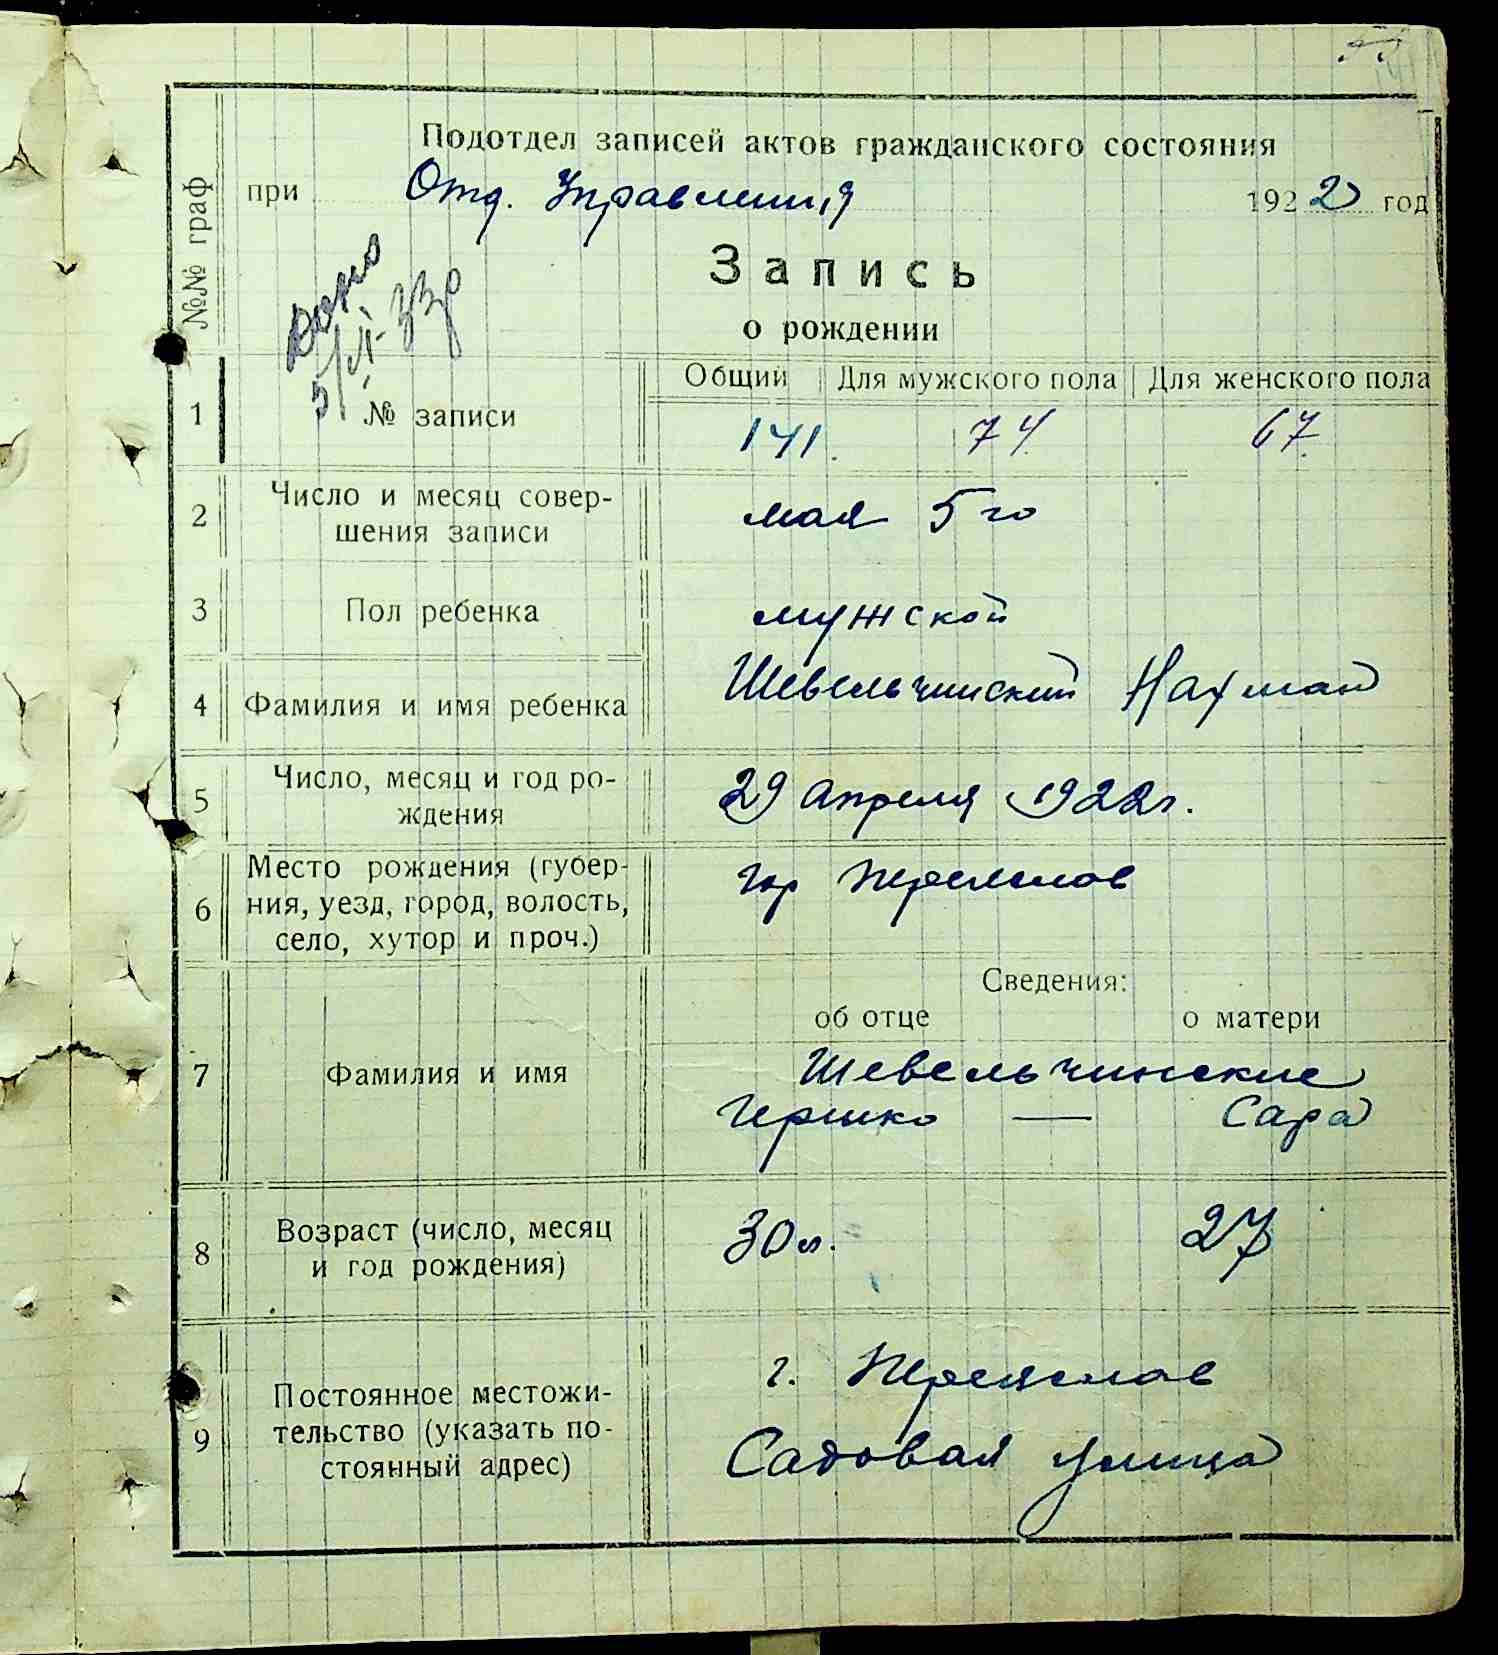 Подотдел записей актов гражданского состояния
при Отд. Управления 1922 год
№№ граф
Запись
о рождении
Дано
Общий Для мужского пола Для женского пола
1 № записи 141. 74. 67.
2 Число и месяц совер-
шения записи мая 5го
3 Пол ребенка мужской
4 Фамилия и имя ребенка Шевельчинский Нахман
5 Число, месяц и год ро-
ждения 29 апреля 1922г.
6 Место рождения (губер-
ния, уезд, город, волость,
село, хутор и проч.) гор Переяслав
Сведения:
об отце о матери
7 Фамилия и имя Шевельчинские
Гершко — Сара
8 Возраст (число, месяц
и год рождения) 30 л. 27
9 Постоянное местожи-
тельство (указать по-
стоянный адрес) г. Переяслав
Садовая улица